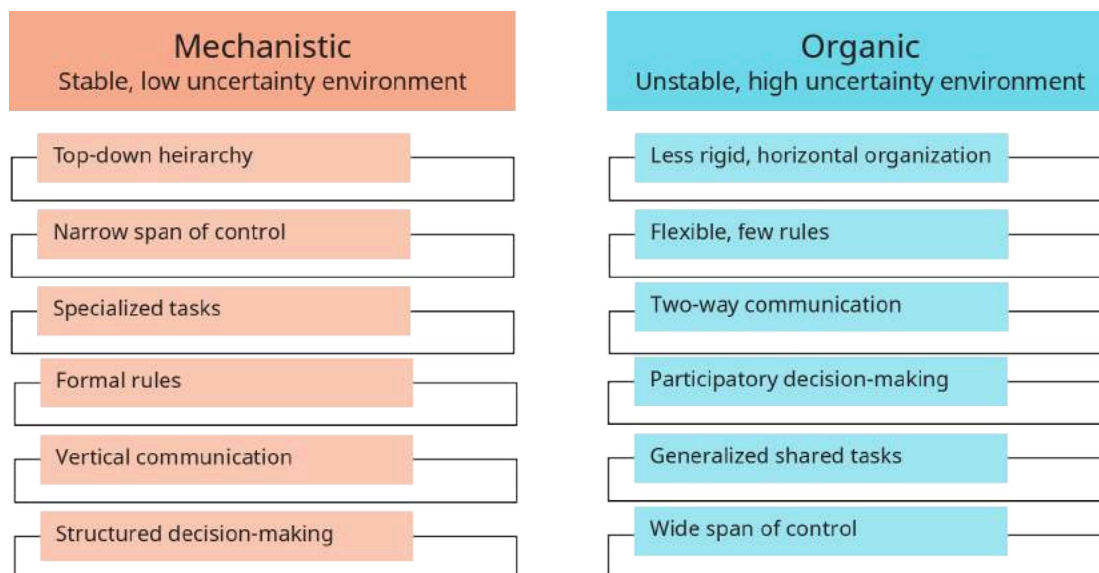 Mechanistic
Stable, low uncertainty environment
Top-down heirarchy
Narrow span of control
Specialized tasks
Formal rules
Vertical communication
Structured decision-making
Organic
Unstable, high uncertainty environment
Less rigid, horizontal organization
Flexible, few rules
Two-way communication
Participatory decision-making
Generalized shared tasks
Wide span of control